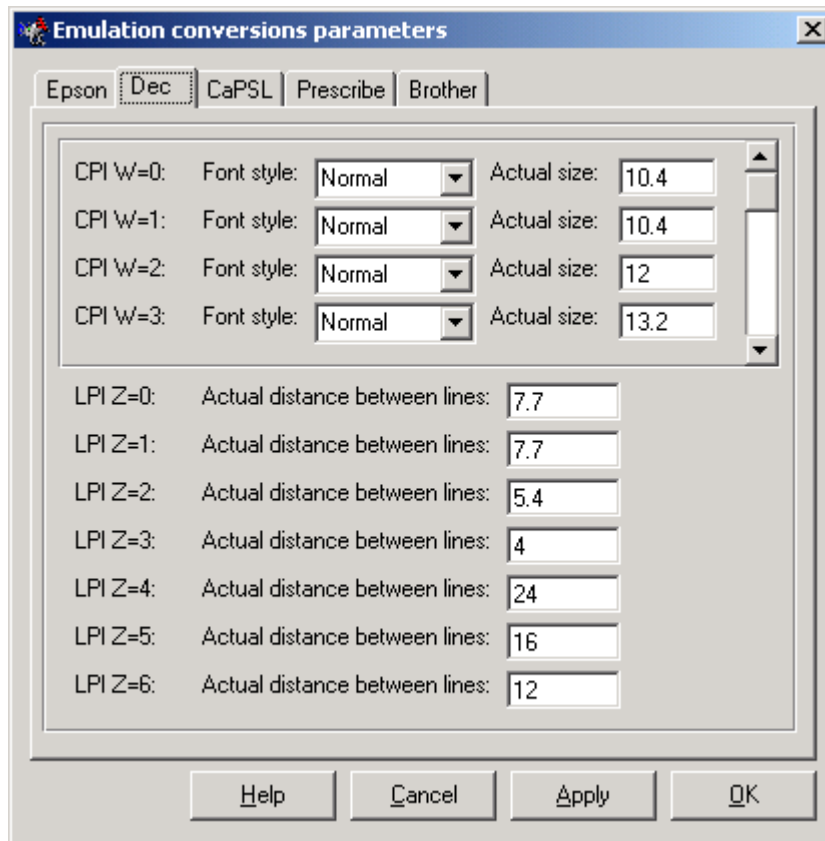 Emulation conversions parameters
Epson Dec CaPSL Prescribe Brother
CPI W=0: Font style: Normal Actual size: 10.4
CPI W=1: Font style: Normal Actual size: 10.4
CPI W=2: Font style: Normal Actual size: 12
CPI W=3: Font style: Normal Actual size: 13.2
LPI Z=0: Actual distance between lines: 7.7
LPI Z=1: Actual distance between lines: 7.7
LPI Z=2: Actual distance between lines: 5.4
LPI Z=3: Actual distance between lines: 4
LPI Z=4: Actual distance between lines: 24
LPI Z=5: Actual distance between lines: 16
LPI Z=6: Actual distance between lines: 12
Help Cancel Apply OK